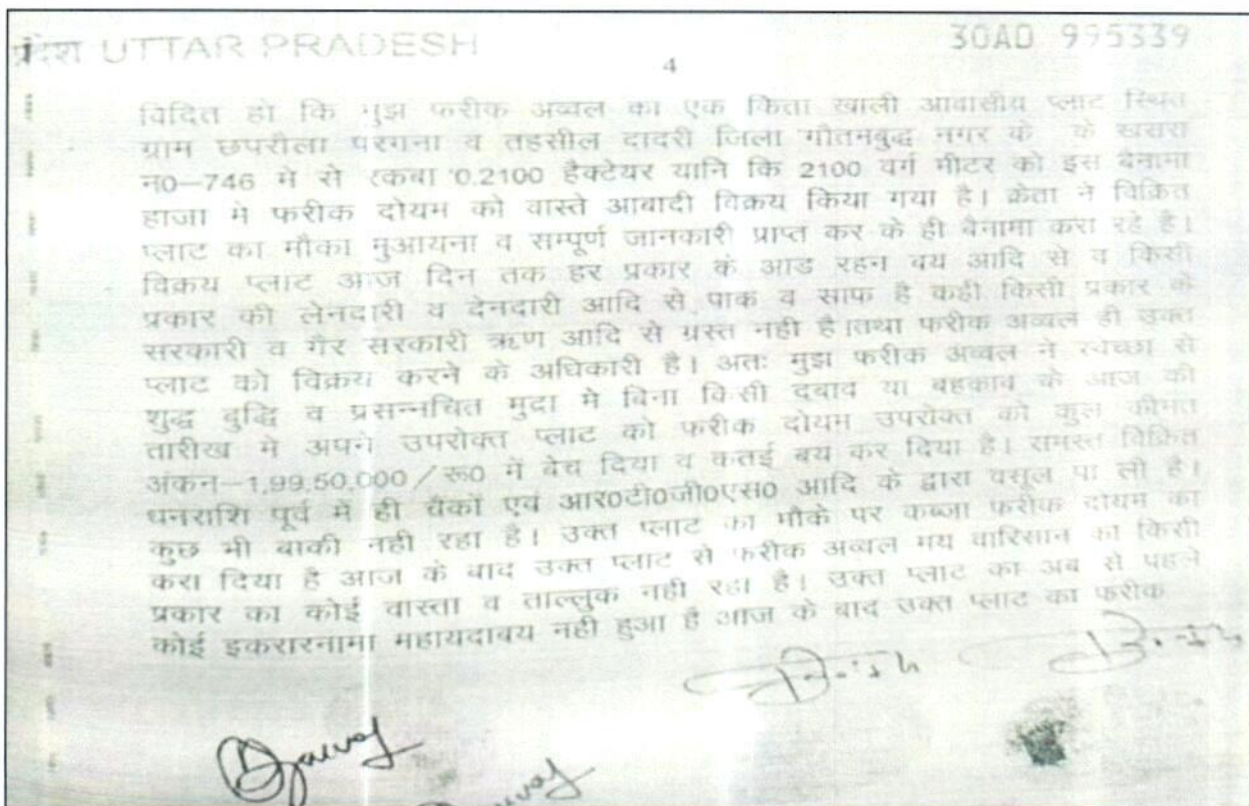 प्रदेश UTTAR PRADESH
30AD 995339
4
विदित हो कि मुझ फरीक अव्वल का एक किता खाली आवासीय प्लाट स्थित
ग्राम छपरौला परगना व तहसील दादरी जिला गौतमबुद्ध नगर के के खसरा
न0–746 मे से रकबा 0.2100 हैक्टेयर यानि कि 2100 वर्ग मीटर को इस बैनामा
हाजा मे फरीक दोयम को वास्ते आबादी विक्रय किया गया है। क्रेता ने विक्रित
प्लाट का मौका मुआयना व सम्पूर्ण जानकारी प्राप्त कर के ही बैनामा करा रहे है।
विक्रय प्लाट आज दिन तक हर प्रकार के आड रहन बय आदि से व किसी
प्रकार की लेनदारी व देनदारी आदि से पाक व साफ है कही किसी प्रकार के
सरकारी व गैर सरकारी ऋण आदि से ग्रस्त नही है।तथा फरीक अव्वल ही उक्त
प्लाट को विक्रय करने के अधिकारी है। अतः मुझ फरीक अव्वल ने स्वेच्छा से
शुद्ध बुद्धि व प्रसन्नचित मुद्रा मे बिना किसी दबाव या बहकाव के आज की
तारीख मे अपने उपरोक्त प्लाट को फरीक दोयम उपरोक्त को कुल कीमत
अंकन–1,99,50,000/रू0 में बेच दिया व कतई बय कर दिया है। समस्त विक्रित
धनराशि पूर्व में ही चैकों एवं आर0टी0जी0एस0 आदि के द्वारा वसूल पा ली है।
कुछ भी बाकी नही रहा है। उक्त प्लाट का मौके पर कब्जा फरीक दोयम का
करा दिया है आज के बाद उक्त प्लाट से फरीक अव्वल मय वारिसान का किसी
प्रकार का कोई वास्ता व ताल्लुक नही रहा है। उक्त प्लाट का अब से पहले
कोई इकरारनामा महायदाबय नही हुआ है आज के बाद उक्त प्लाट का फरीक